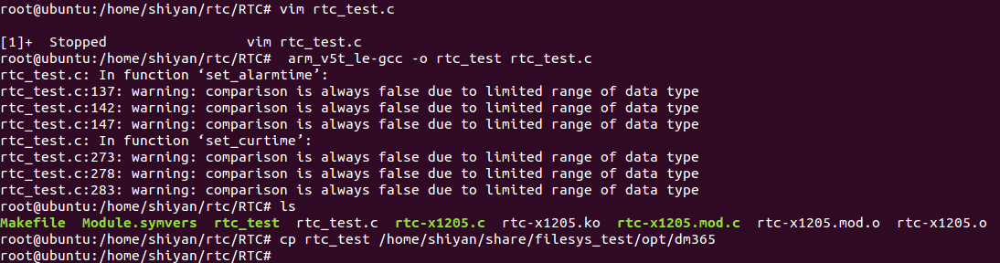 root@ubuntu:/home/shiyan/rtc/RTC# vim rtc_test.c
[1]+  Stopped                 vim rtc_test.c
root@ubuntu:/home/shiyan/rtc/RTC#  arm_v5t_le-gcc -o rtc_test rtc_test.c
rtc_test.c: In function ‘set_alarmtime’:
rtc_test.c:137: warning: comparison is always false due to limited range of data type
rtc_test.c:142: warning: comparison is always false due to limited range of data type
rtc_test.c:147: warning: comparison is always false due to limited range of data type
rtc_test.c: In function ‘set_curtime’:
rtc_test.c:273: warning: comparison is always false due to limited range of data type
rtc_test.c:278: warning: comparison is always false due to limited range of data type
rtc_test.c:283: warning: comparison is always false due to limited range of data type
root@ubuntu:/home/shiyan/rtc/RTC# ls
Makefile  Module.symvers  rtc_test  rtc_test.c  rtc-x1205.c  rtc-x1205.ko  rtc-x1205.mod.c  rtc-x1205.mod.o  rtc-x1205.o
root@ubuntu:/home/shiyan/rtc/RTC# cp rtc_test /home/shiyan/share/filesys_test/opt/dm365
root@ubuntu:/home/shiyan/rtc/RTC#